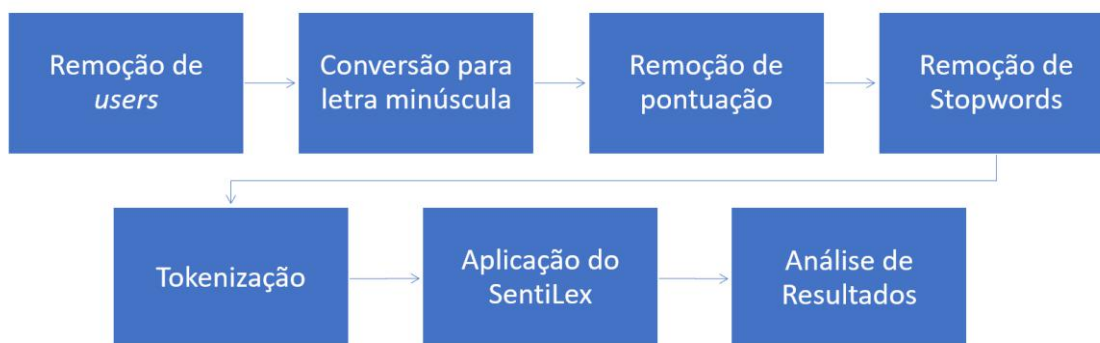 Remoção de
users
Conversão para
letra minúscula
Remoção de
pontuação
Remoção de
Stopwords
Tokenização
Aplicação do
SentiLex
Análise de
Resultados